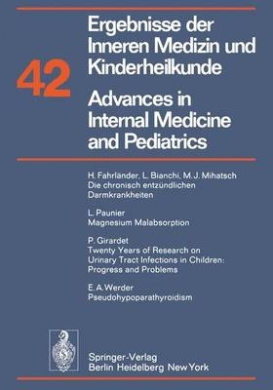 42
Ergebnisse der
Inneren Medizin und
Kinderheilkunde
Advances in
Internal Medicine
and Pediatrics
H. Fahrländer, L. Bianchi, M. J. Mihatsch
Die chronisch entzündlichen
Darmkrankheiten
L. Paunier
Magnesium Malabsorption
P. Girardet
Twenty Years of Research on
Urinary Tract Infections in Children:
Progress and Problems
E. A. Werder
Pseudohypoparathyroidism
Springer-Verlag
Berlin Heidelberg New York